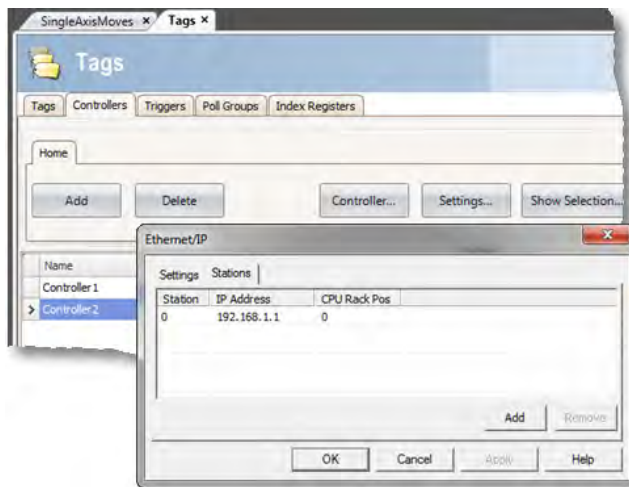 SingleAxisMoves × Tags ×
Tags
Tags Controllers Triggers Poll Groups Index Registers
Home
Add Delete Controller... Settings... Show Selection...
Ethernet/IP
Name
Controller1
Controller2
Settings Stations
Station IP Address CPU Rack Pos
0 192.168.1.1 0
Add Remove
OK Cancel Apply Help